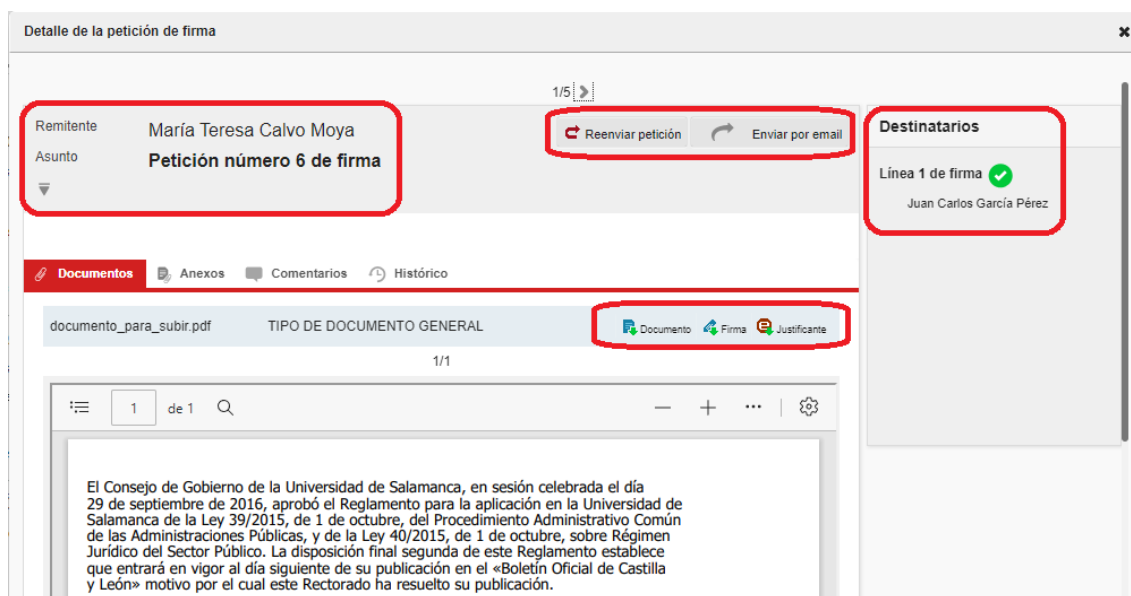 Detalle de la petición de firma
1/5
Remitente María Teresa Calvo Moya
Asunto Petición número 6 de firma
Reenviar petición Enviar por email
Destinatarios
Línea 1 de firma
Juan Carlos García Pérez
Documentos Anexos Comentarios Histórico
documento_para_subir.pdf TIPO DE DOCUMENTO GENERAL Documento Firma Justificante
1/1
1 de 1
El Consejo de Gobierno de la Universidad de Salamanca, en sesión celebrada el día
29 de septiembre de 2016, aprobó el Reglamento para la aplicación en la Universidad de
Salamanca de la Ley 39/2015, de 1 de octubre, del Procedimiento Administrativo Común
de las Administraciones Públicas, y de la Ley 40/2015, de 1 de octubre, sobre Régimen
Jurídico del Sector Público. La disposición final segunda de este Reglamento establece
que entrará en vigor al día siguiente de su publicación en el «Boletín Oficial de Castilla
y León» motivo por el cual este Rectorado ha resuelto su publicación.